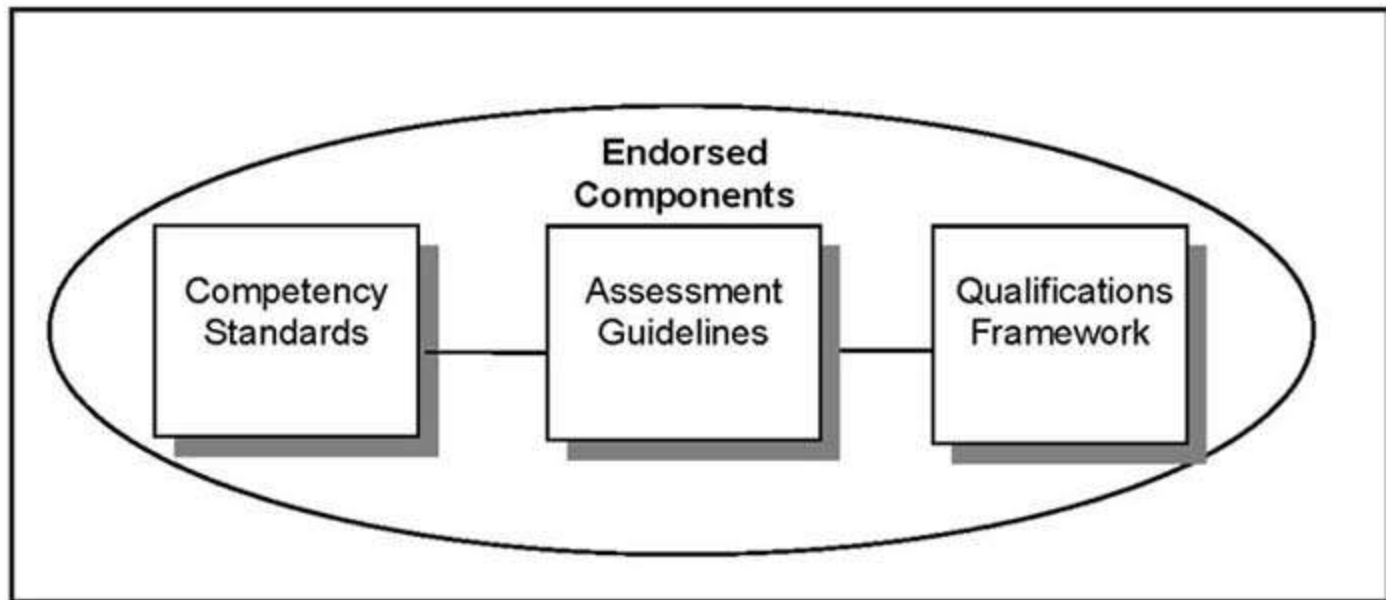 Endorsed
Components
Competency
Standards
Assessment
Guidelines
Qualifications
Framework